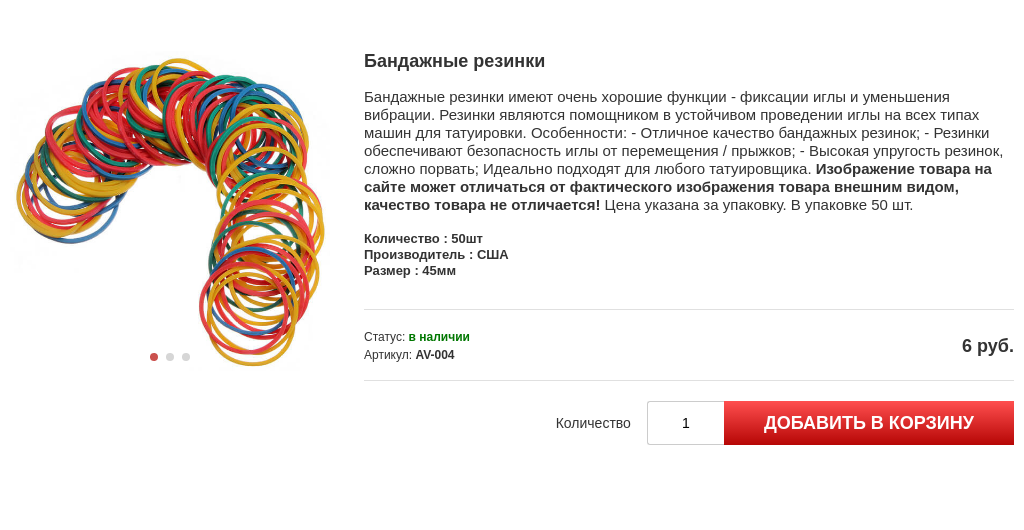 Бандажные резинки
Бандажные резинки имеют очень хорошие функции - фиксации иглы и уменьшения
вибрации. Резинки являются помощником в устойчивом проведении иглы на всех типах
машин для татуировки. Особенности: - Отличное качество бандажных резинок; - Резинки
обеспечивают безопасность иглы от перемещения / прыжков; - Высокая упругость резинок,
сложно порвать; Идеально подходят для любого татуировщика. Изображение товара на
сайте может отличаться от фактического изображения товара внешним видом,
качество товара не отличается! Цена указана за упаковку. В упаковке 50 шт.
Количество : 50шт
Производитель : США
Размер : 45мм
Статус: в наличии
Артикул: AV-004
6 руб.
Количество 1 ДОБАВИТЬ В КОРЗИНУ